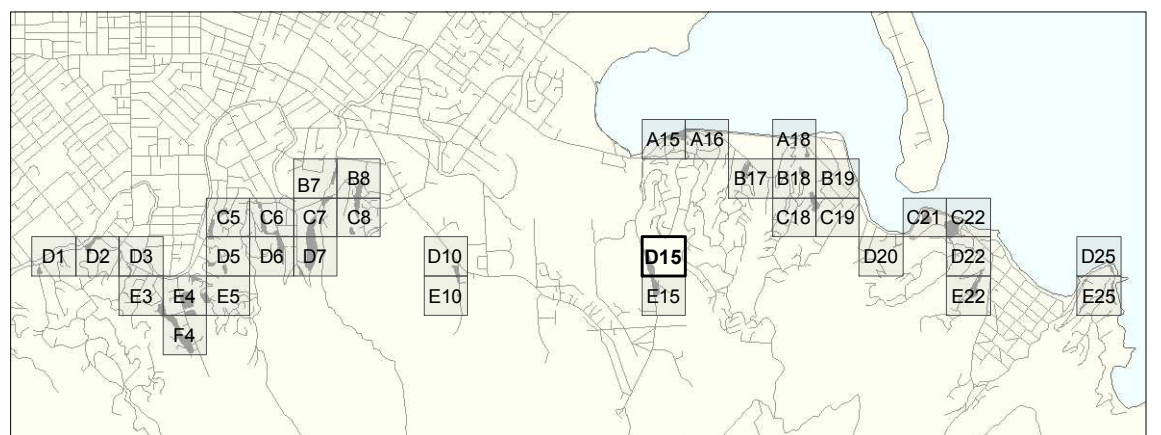 A15 A16 A18
B7 B8 B17 B18 B19
C5 C6 C7 C8 C18 C19 C21 C22
D1 D2 D3 D5 D6 D7 D10 D15 D20 D22 D25
E3 E4 E5 E10 E15 E22 E25
F4